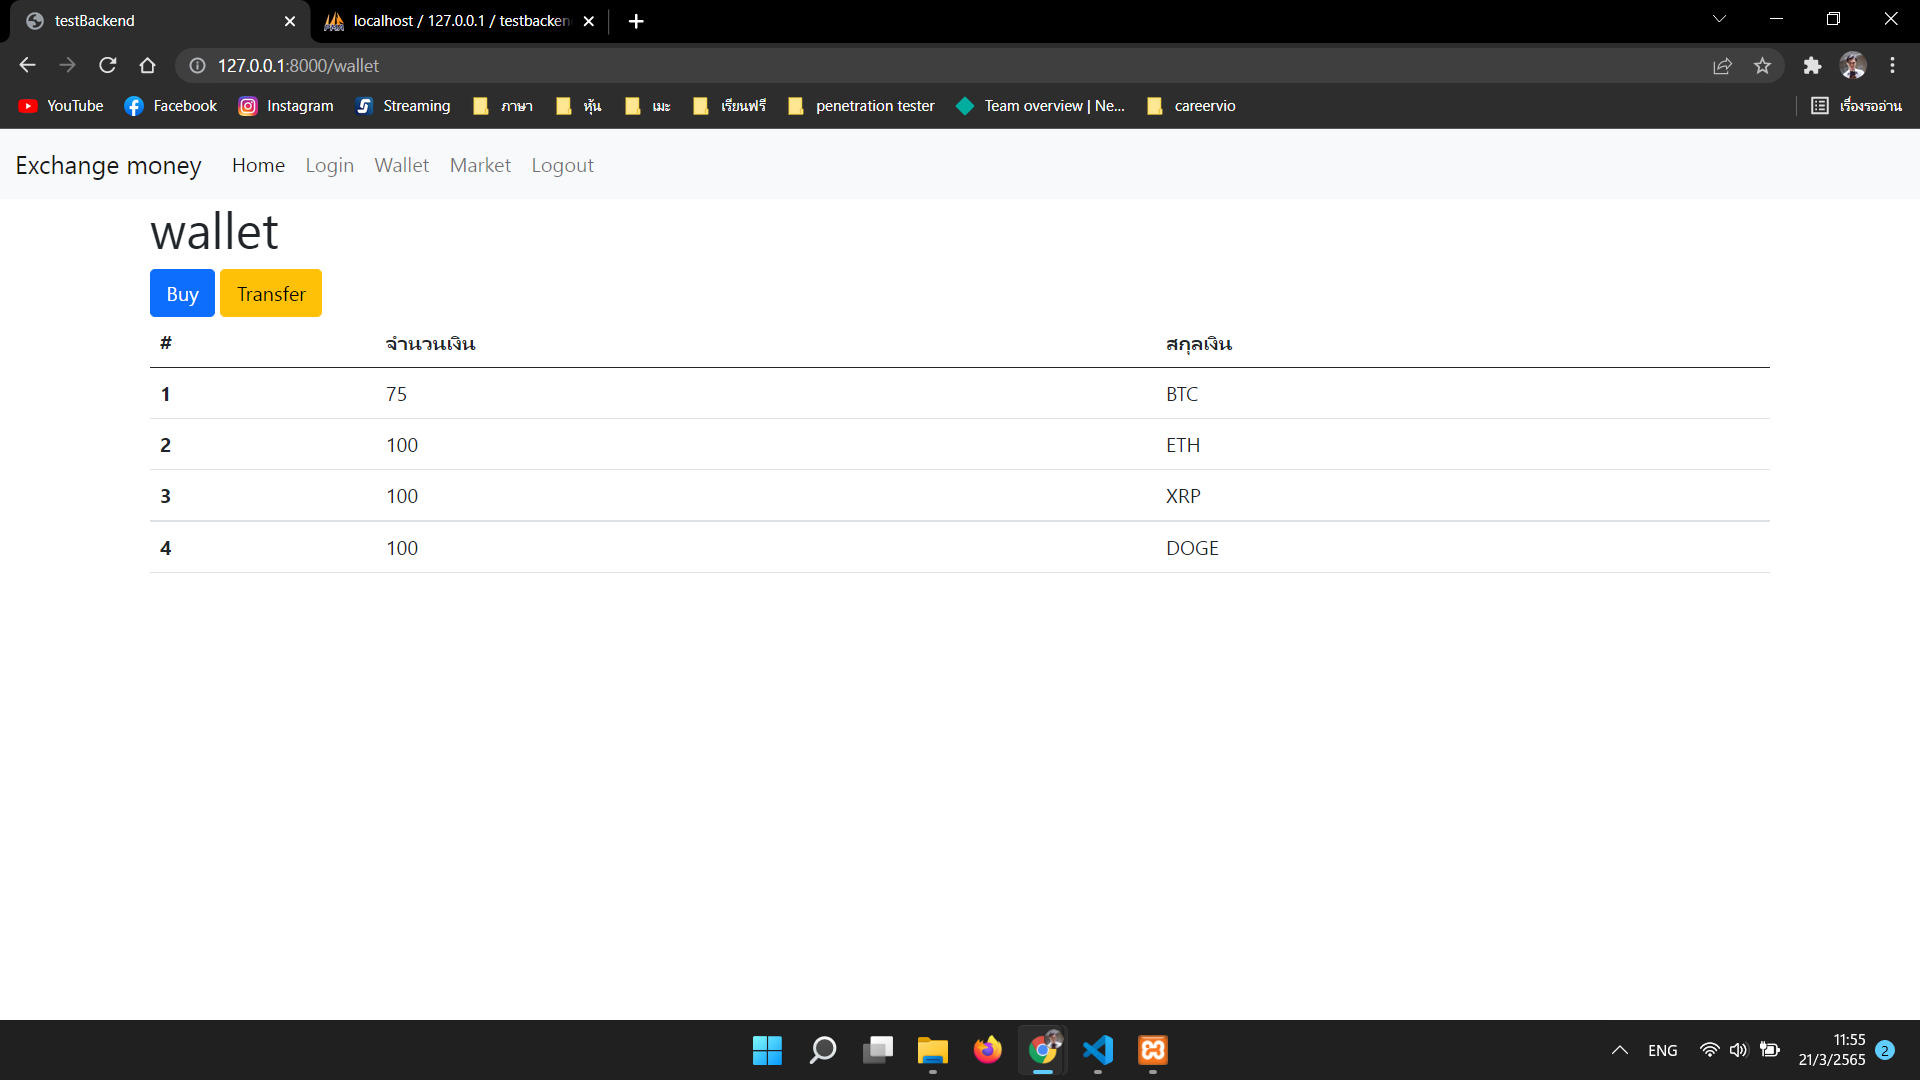 testBackend
localhost / 127.0.0.1 / testbacken
127.0.0.1:8000/wallet
YouTube Facebook Instagram Streaming ภาษา หุ้น เมะ เรียนฟรี penetration tester Team overview | Ne... careervio เรื่องรออ่าน
Exchange money Home Login Wallet Market Logout
wallet
Buy Transfer
# จำนวนเงิน สกุลเงิน
1 75 BTC
2 100 ETH
3 100 XRP
4 100 DOGE
ENG
11:55
21/3/2565
2